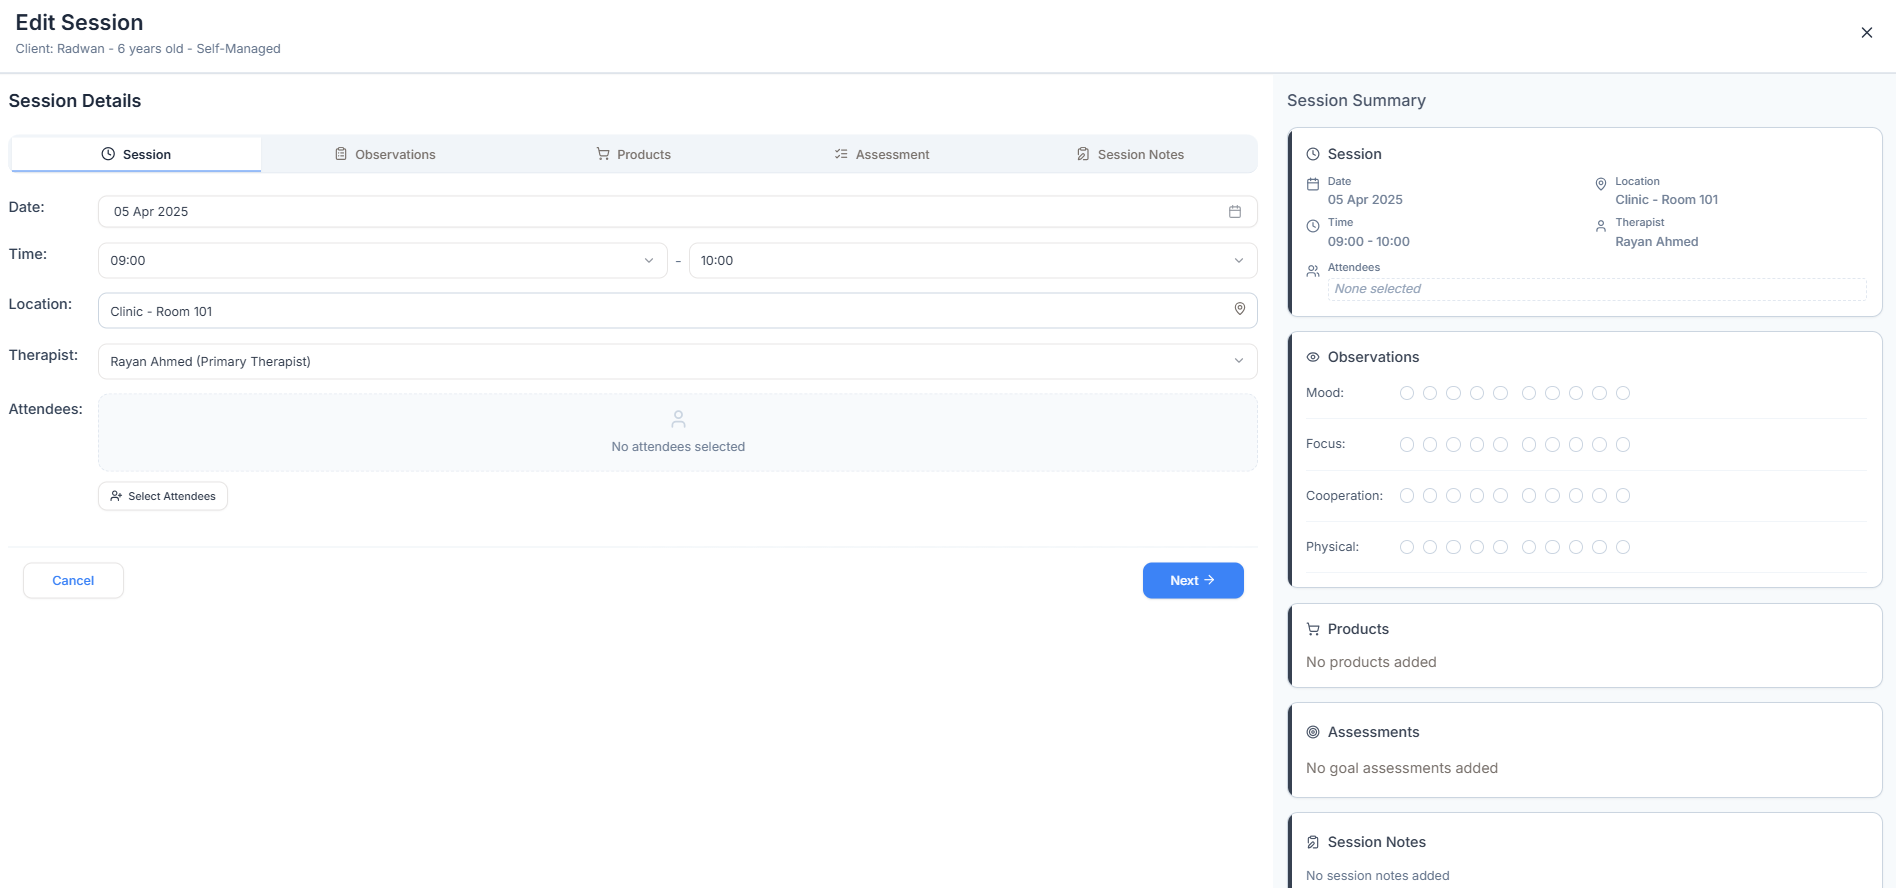 Edit Session
Client: Radwan - 6 years old - Self-Managed
Session Details
Session
Observations
Products
Assessment
Session Notes
Date:
05 Apr 2025
Time:
09:00
-
10:00
Location:
Clinic - Room 101
Therapist:
Rayan Ahmed (Primary Therapist)
Attendees:
No attendees selected
Select Attendees
Cancel
Next
Session Summary
Session
Date
05 Apr 2025
Location
Clinic - Room 101
Time
09:00 - 10:00
Therapist
Rayan Ahmed
Attendees
None selected
Observations
Mood:
Focus:
Cooperation:
Physical:
Products
No products added
Assessments
No goal assessments added
Session Notes
No session notes added